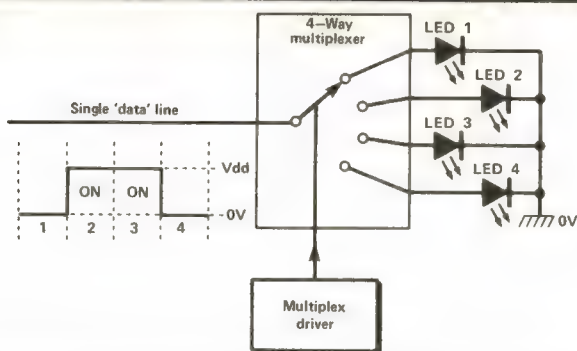 4–Way
multiplexer
LED 1
LED 2
LED 3
LED 4
Single 'data' line
Vdd
ON ON
0V
1 2 3 4
0V
Multiplex
driver